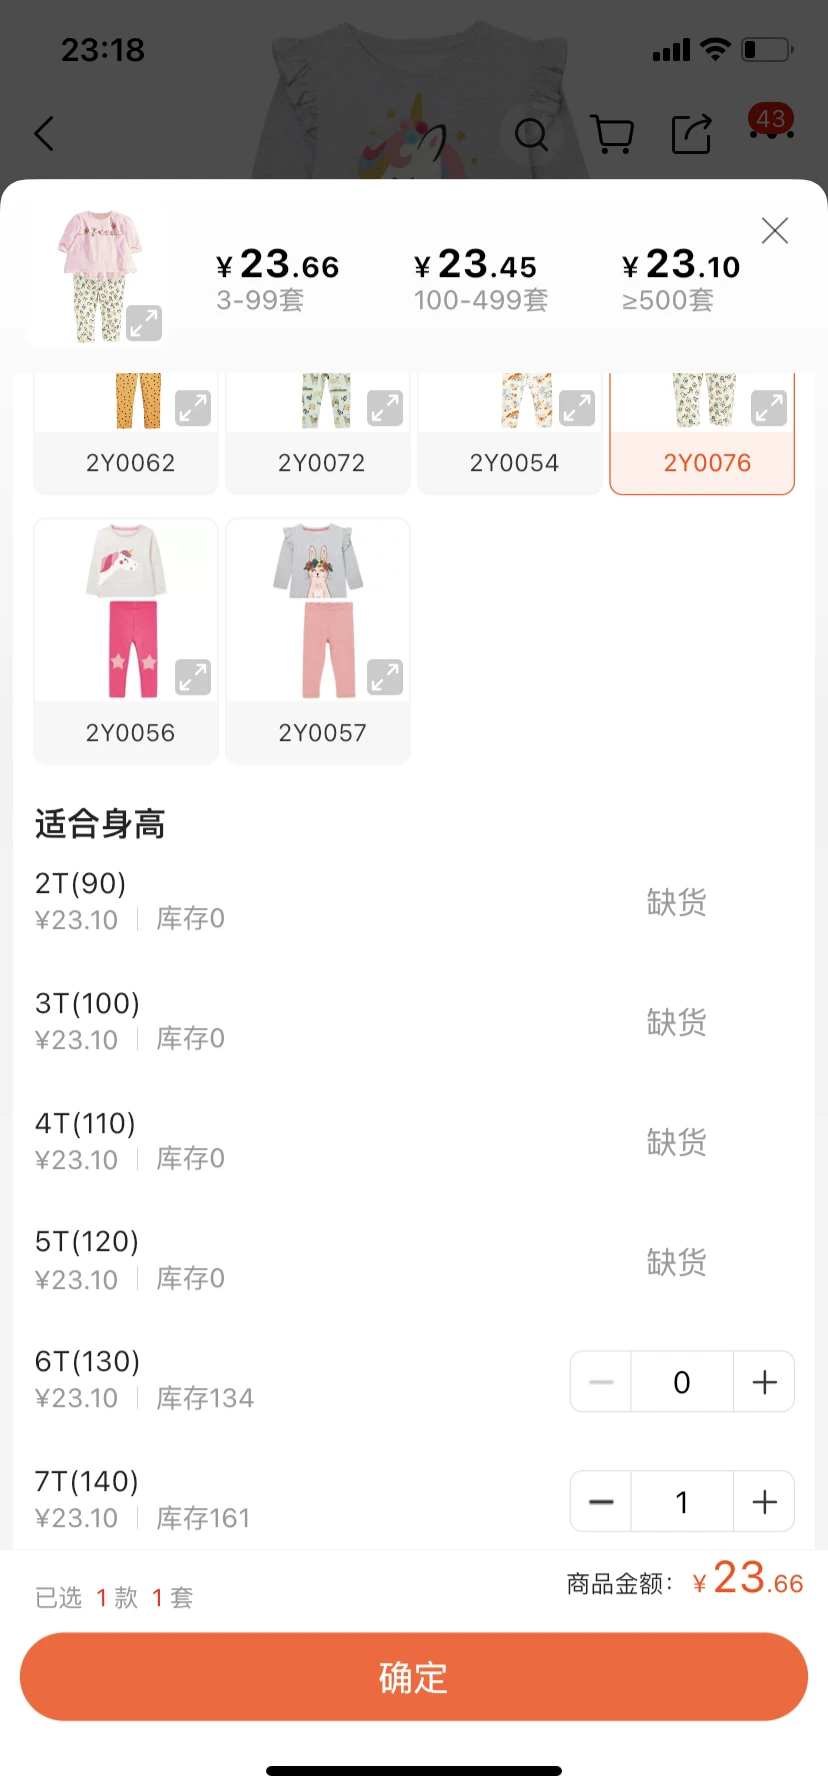 23:18
43
¥23.66 ¥23.45 ¥23.10
3-99套 100-499套 ≥500套
2Y0062 2Y0072 2Y0054 2Y0076
2Y0056 2Y0057
适合身高
2T(90)
¥23.10 库存0 缺货
3T(100)
¥23.10 库存0 缺货
4T(110)
¥23.10 库存0 缺货
5T(120)
¥23.10 库存0 缺货
6T(130)
¥23.10 库存134 0
7T(140)
¥23.10 库存161 1
已选 1 款 1 套 商品金额: ¥23.66
确定